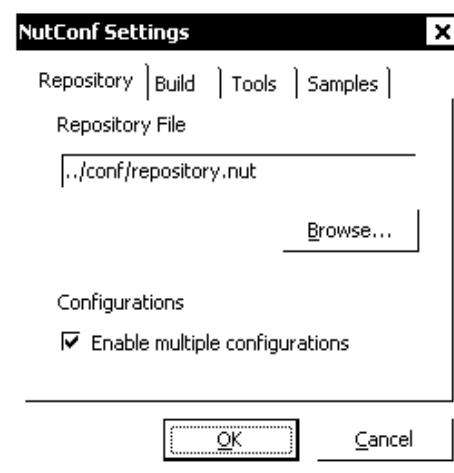 NutConf Settings
Repository Build Tools Samples
Repository File
../conf/repository.nut
Browse...
Configurations
Enable multiple configurations
OK Cancel